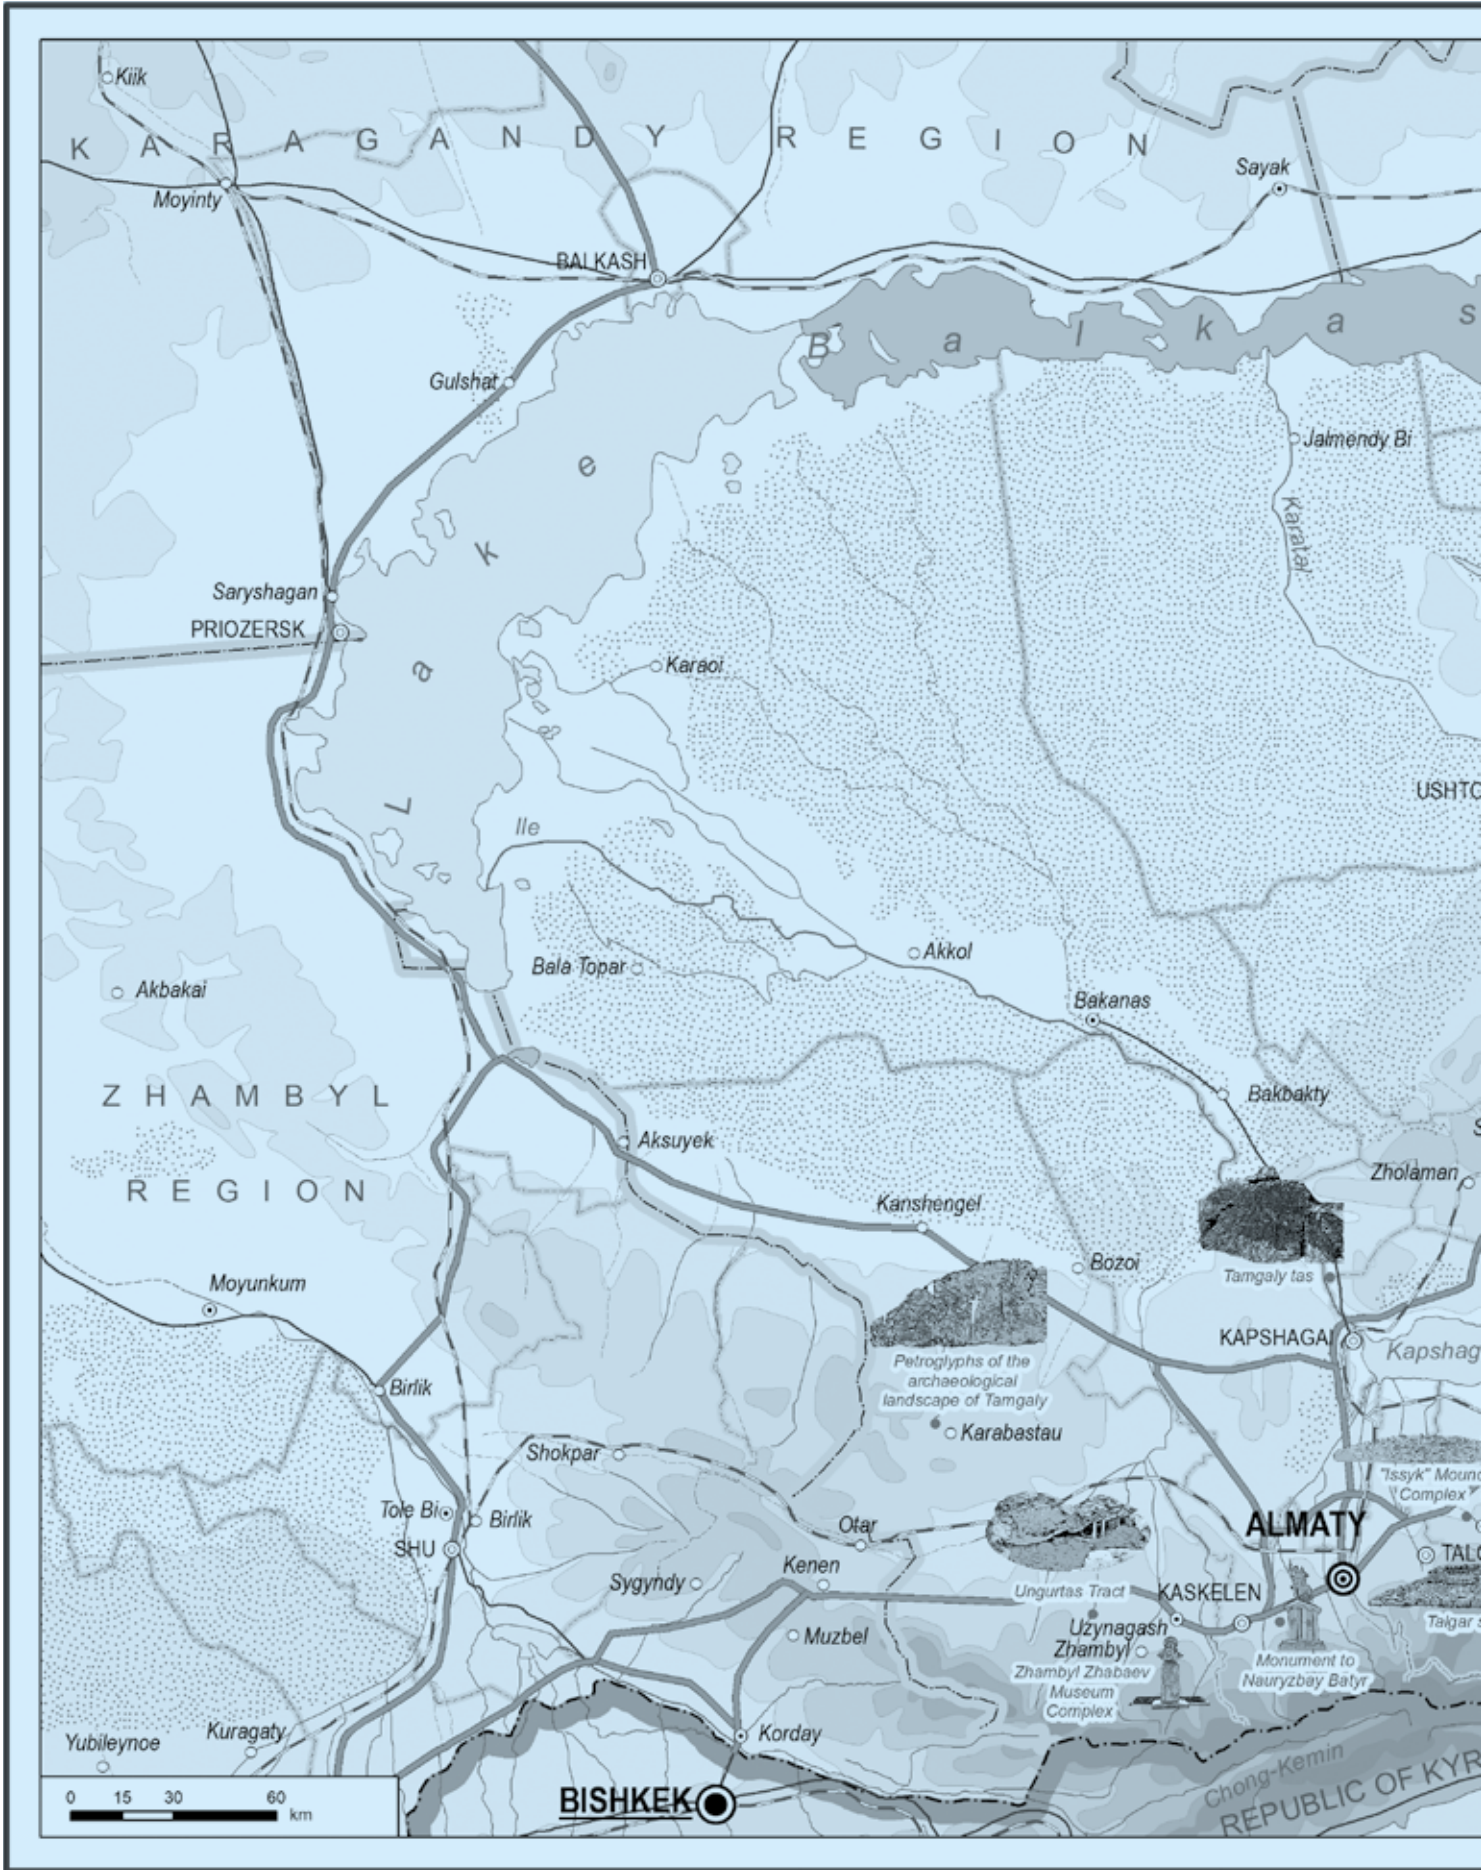 Kiik
KARAGANDY REGION
Sayak
Moyinty
BALKASH
Balkas
Gulshat
Jalmendy Bi
Karatal
Lake
Saryshagan
PRIOZERSK
Karaoi
USHTO
Ile
Akkol
Bala Topar
Akbakai
Bakanas
ZHAMBYL
REGION
Bakbakty
Aksuyek
S
Zholaman
Kanshengel
Bozoi
Tamgaly tas
Moyunkum
KAPSHAGAI
Kapshag
Petroglyphs of the
archaeological
landscape of Tamgaly
Birlik
Karabastau
Shokpar
"Issyk" Mound
Complex
Tole Bi
Birlik
Otar
ALMATY
SHU
TALG
Kenen
Sygyndy
Ungurtas Tract
KASKELEN
Uzynagash
Talgar s
Muzbel
Zhambyl
Zhambyl Zhabaev
Museum
Complex
Monument to
Nauryzbay Batyr
Kuragaty
Korday
Yubileynoe
Chong-Kemin
REPUBLIC OF KYR
BISHKEK
0 15 30 60
km